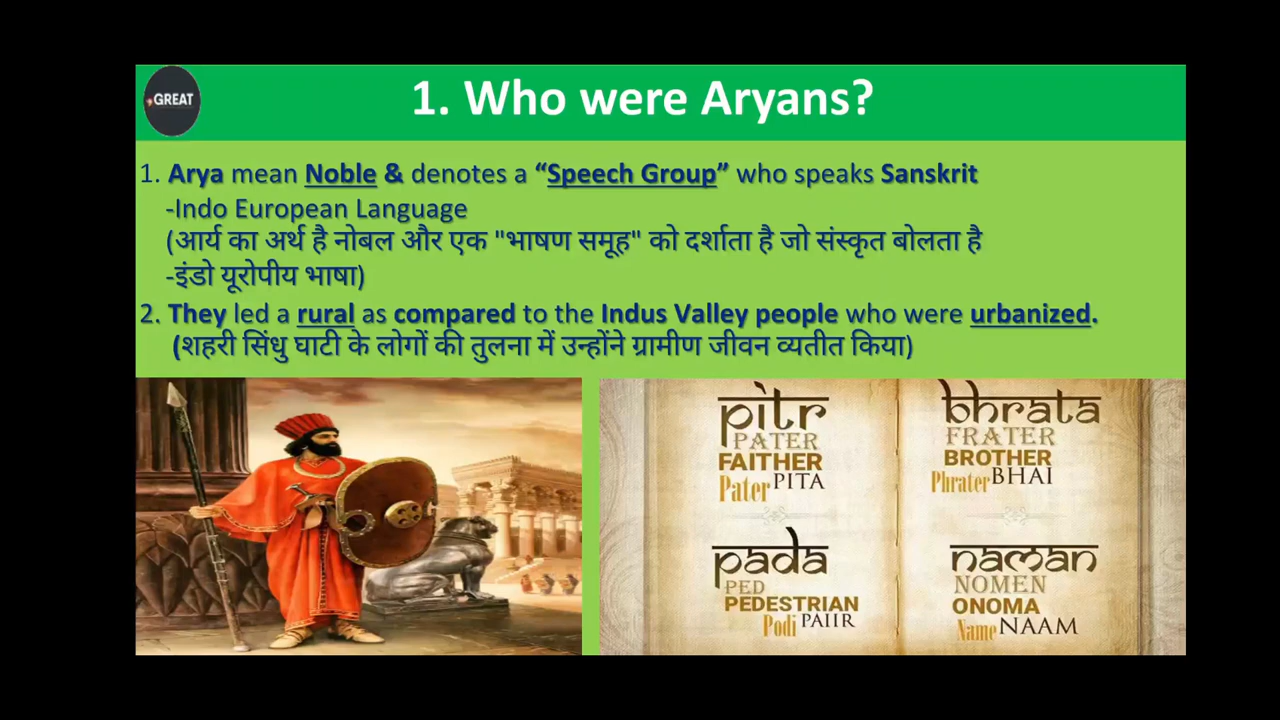 GREAT
1. Who were Aryans?
1. Arya mean Noble & denotes a “Speech Group” who speaks Sanskrit
-Indo European Language
(आर्य का अर्थ है नोबल और एक "भाषण समूह" को दर्शाता है जो संस्कृत बोलता है
-इंडो यूरोपीय भाषा)
2. They led a rural as compared to the Indus Valley people who were urbanized.
(शहरी सिंधु घाटी के लोगों की तुलना में उन्होंने ग्रामीण जीवन व्यतीत किया)
pitr
PATER
FAITHER
Pater PITA
bhrata
FRATER
BROTHER
Phrater BHAI
pada
PED
PEDESTRIAN
Podi PAIIR
naman
NOMEN
ONOMA
Name NAAM